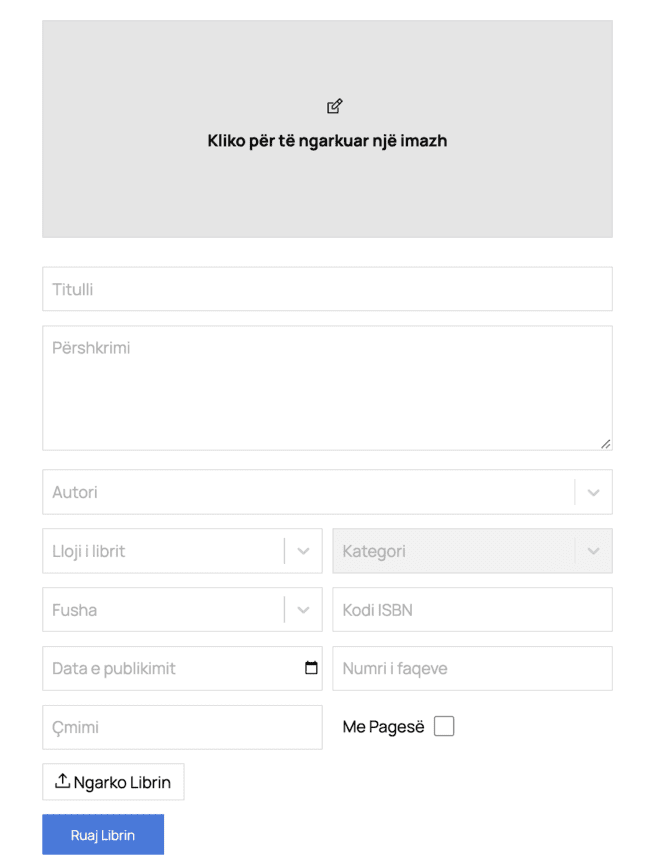 Kliko për të ngarkuar një imazh
Titulli
Përshkrimi
Autori
Lloji i librit
Kategori
Fusha
Kodi ISBN
Data e publikimit
Numri i faqeve
Çmimi
Me Pagesë
Ngarko Librin
Ruaj Librin